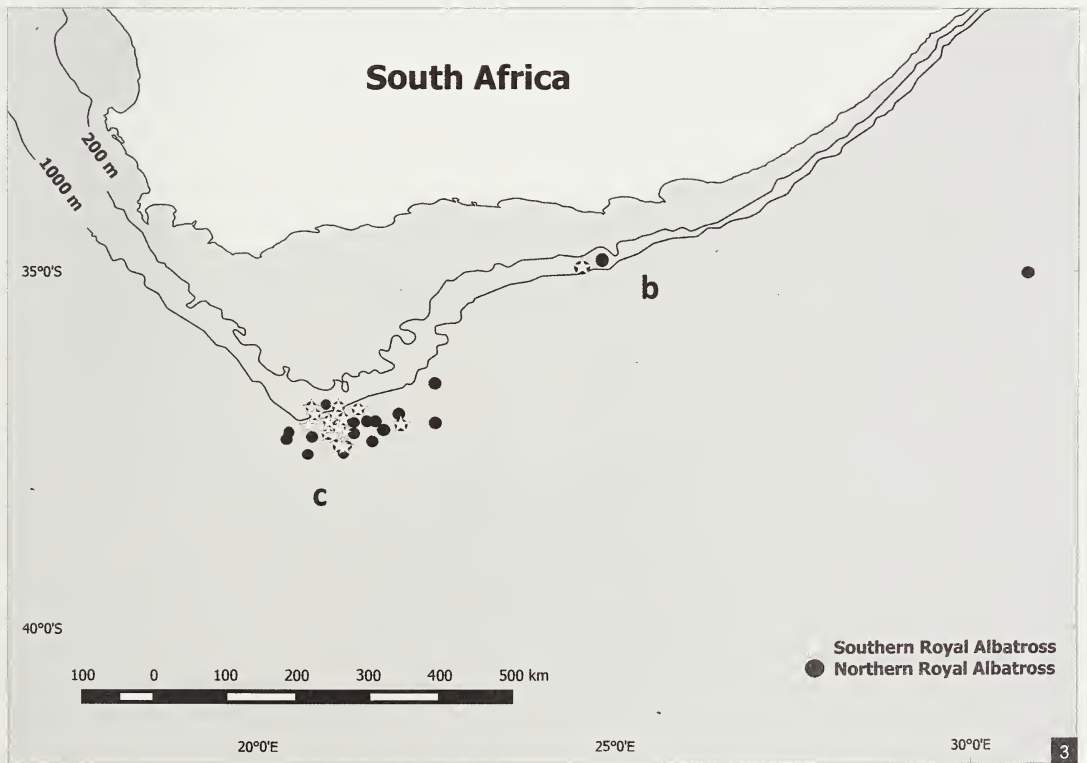 South Africa
200 m
1000 m
35°0'S
b
c
40°0'S
Southern Royal Albatross
Northern Royal Albatross
100 0 100 200 300 400 500 km
20°0'E 25°0'E 30°0'E
3